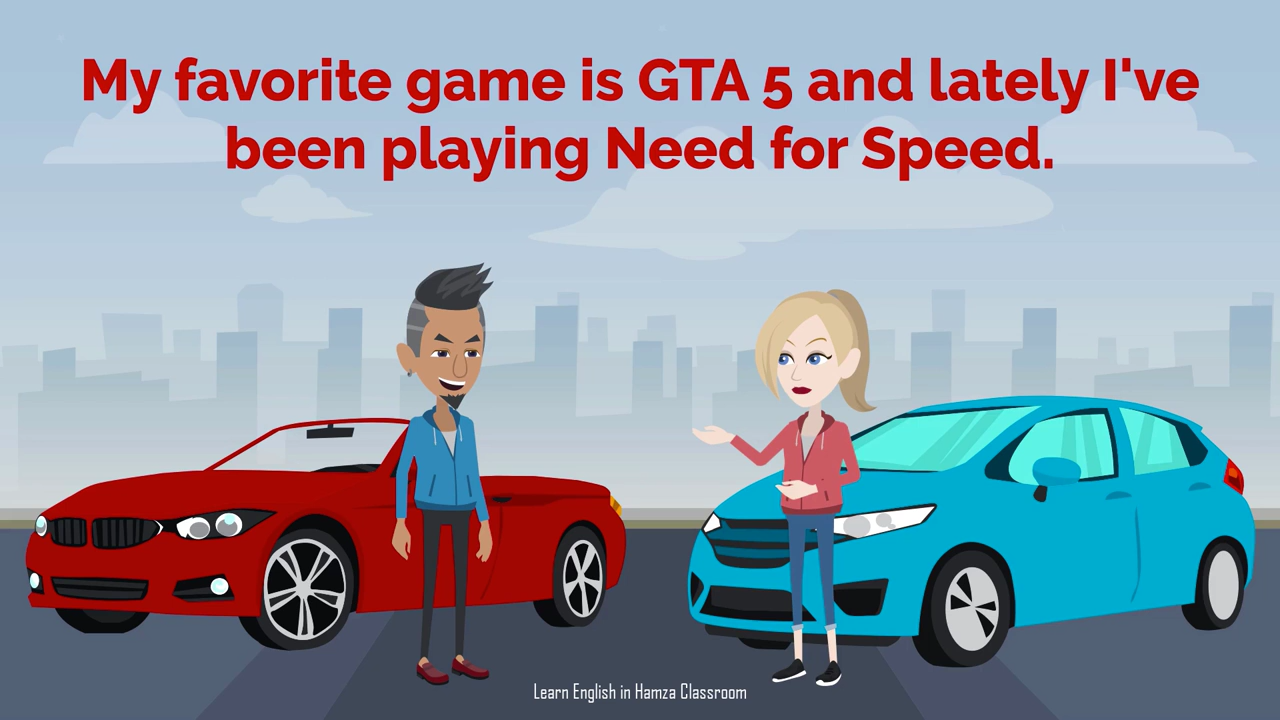 My favorite game is GTA 5 and lately I've
been playing Need for Speed.
Learn English in Hamza Classroom